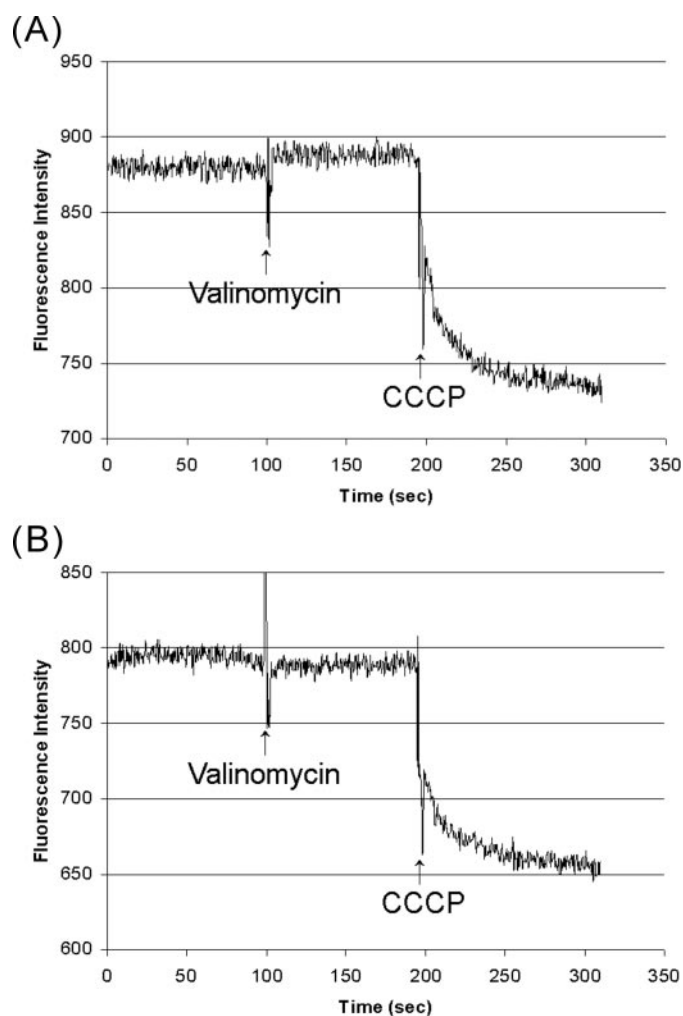 (A)
950
900
850
800
750
700
Fluorescence Intensity
Valinomycin
CCCP
0 50 100 150 200 250 300 350
Time (sec)
(B)
850
800
750
700
650
600
Fluorescence Intensity
Valinomycin
CCCP
0 50 100 150 200 250 300 350
Time (sec)